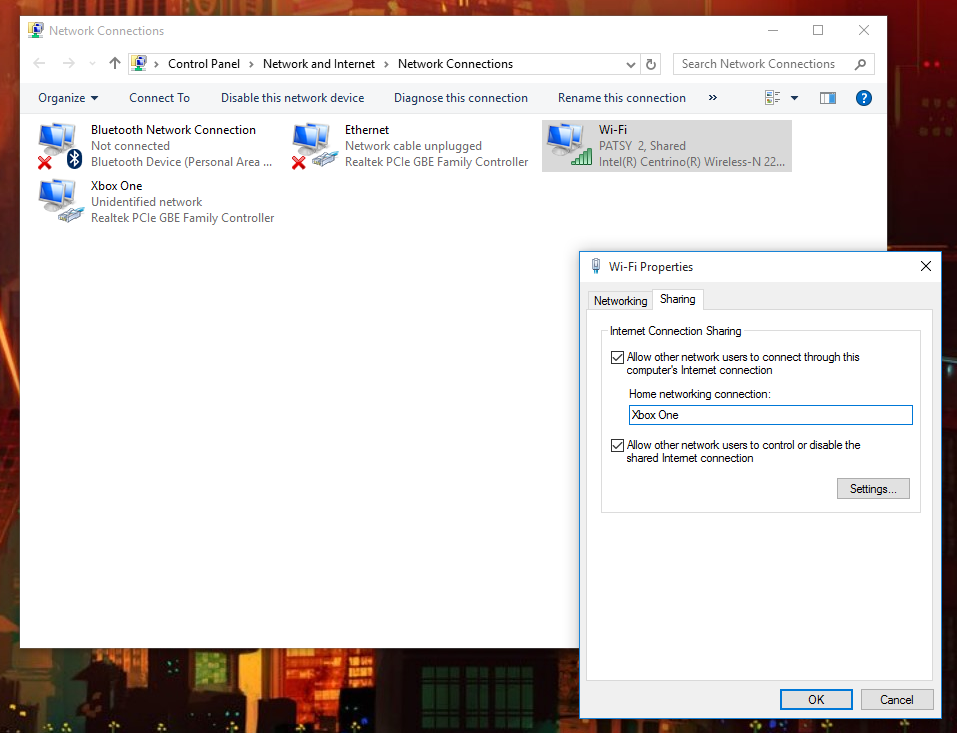 Network Connections
Control Panel > Network and Internet > Network Connections
Search Network Connections
Organize
Connect To
Disable this network device
Diagnose this connection
Rename this connection
»
?
Bluetooth Network Connection
Not connected
Bluetooth Device (Personal Area ...
Ethernet
Network cable unplugged
Realtek PCIe GBE Family Controller
Wi-Fi
PATSY 2, Shared
Intel(R) Centrino(R) Wireless-N 22...
Xbox One
Unidentified network
Realtek PCIe GBE Family Controller
Wi-Fi Properties
Networking
Sharing
Internet Connection Sharing
Allow other network users to connect through this
computer's Internet connection
Home networking connection:
Xbox One
Allow other network users to control or disable the
shared Internet connection
Settings...
OK
Cancel